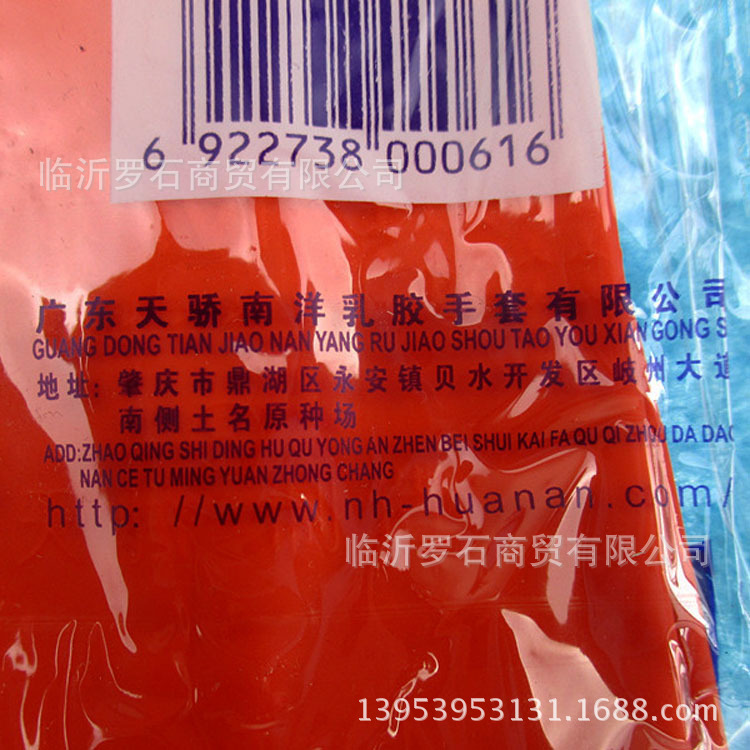 6 922738 000616
临沂罗石商贸有限公司
广东天骄南洋乳胶手套有限公司
GUANG DONG TIAN JIAO NAN YANG RU JIAO SHOU TAO YOU XIAN GONG S
地址: 肇庆市鼎湖区永安镇贝水开发区岐州大道
南侧土名原种场
ADD:ZHAO QING SHI DING HU QU YONG AN ZHEN BEI SHUI KAI FA QU QI ZHOU DA DAO
NAN CE TU MING YUAN ZHONG CHANG
http: //www.nh-huanan.com/
临沂罗石商贸有限公司
13953953131.1688.com